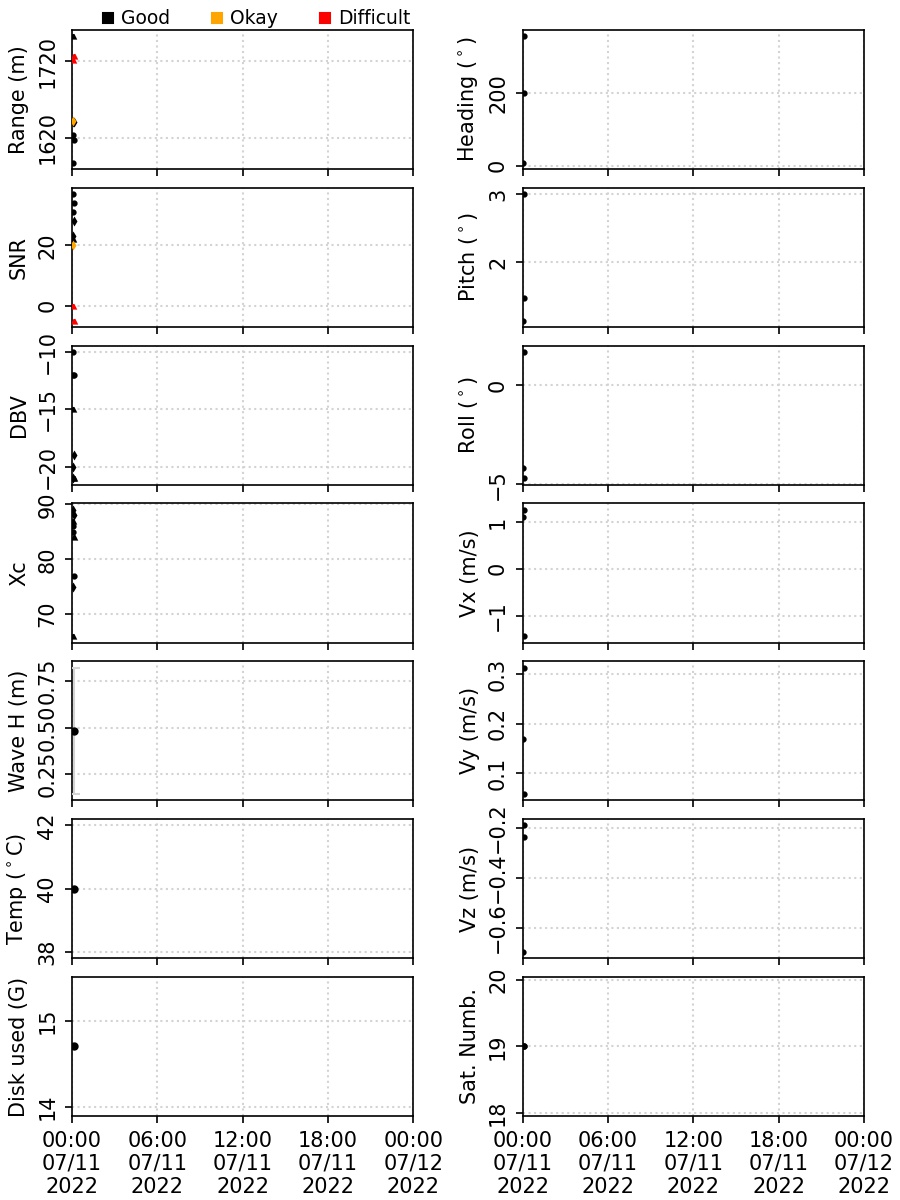 Good Okay Difficult
Range (m)
1720
1620
Heading (°)
200
0
SNR
20
0
Pitch (°)
3
2
DBV
−10
−15
−20
Roll (°)
0
−5
Xc
90
80
70
Vx (m/s)
1
0
−1
Wave H (m)
0.75
0.50
0.25
Vy (m/s)
0.3
0.2
0.1
Temp (°C)
42
40
38
Vz (m/s)
−0.2
−0.4
−0.6
Disk used (G)
15
14
Sat. Numb.
20
19
18
00:00 06:00 12:00 18:00 00:00
07/11 07/11 07/11 07/11 07/12
2022 2022 2022 2022 2022
00:00 06:00 12:00 18:00 00:00
07/11 07/11 07/11 07/11 07/12
2022 2022 2022 2022 2022